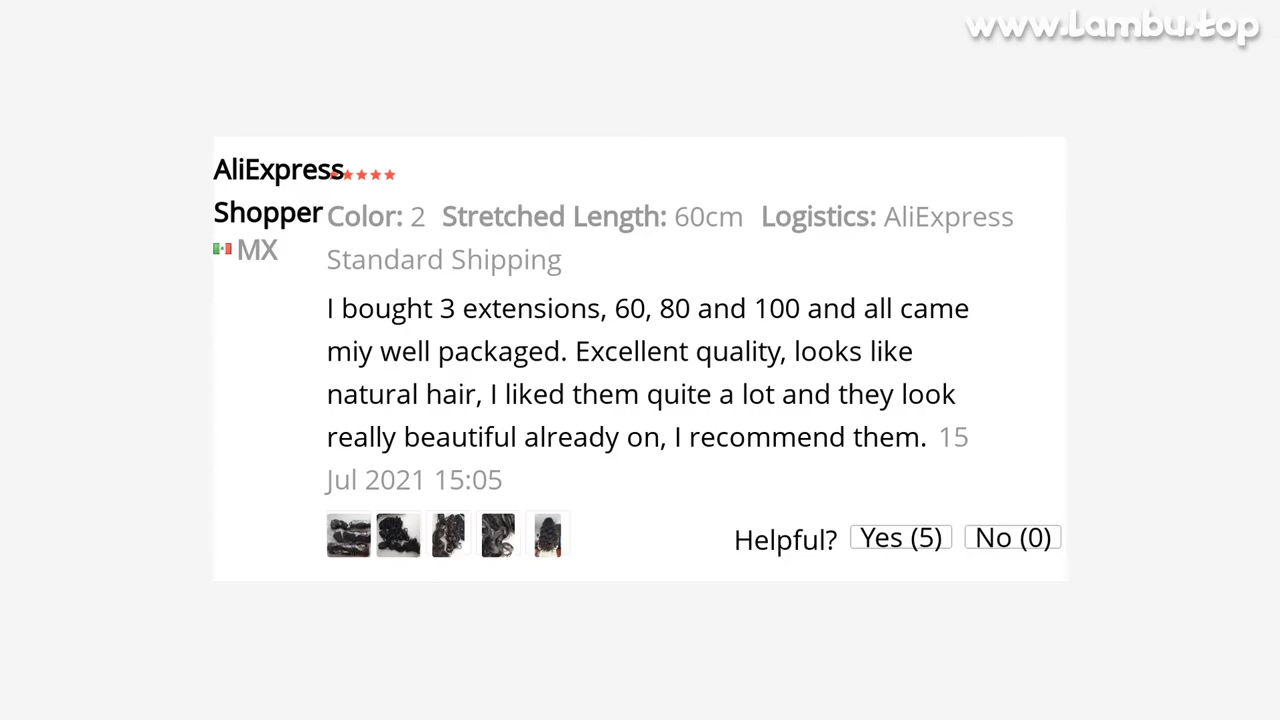 www.Lambu.top
AliExpress
Shopper
MX
Color: 2 Stretched Length: 60cm Logistics: AliExpress
Standard Shipping
I bought 3 extensions, 60, 80 and 100 and all came
miy well packaged. Excellent quality, looks like
natural hair, I liked them quite a lot and they look
really beautiful already on, I recommend them. 15
Jul 2021 15:05
Helpful? Yes (5) No (0)